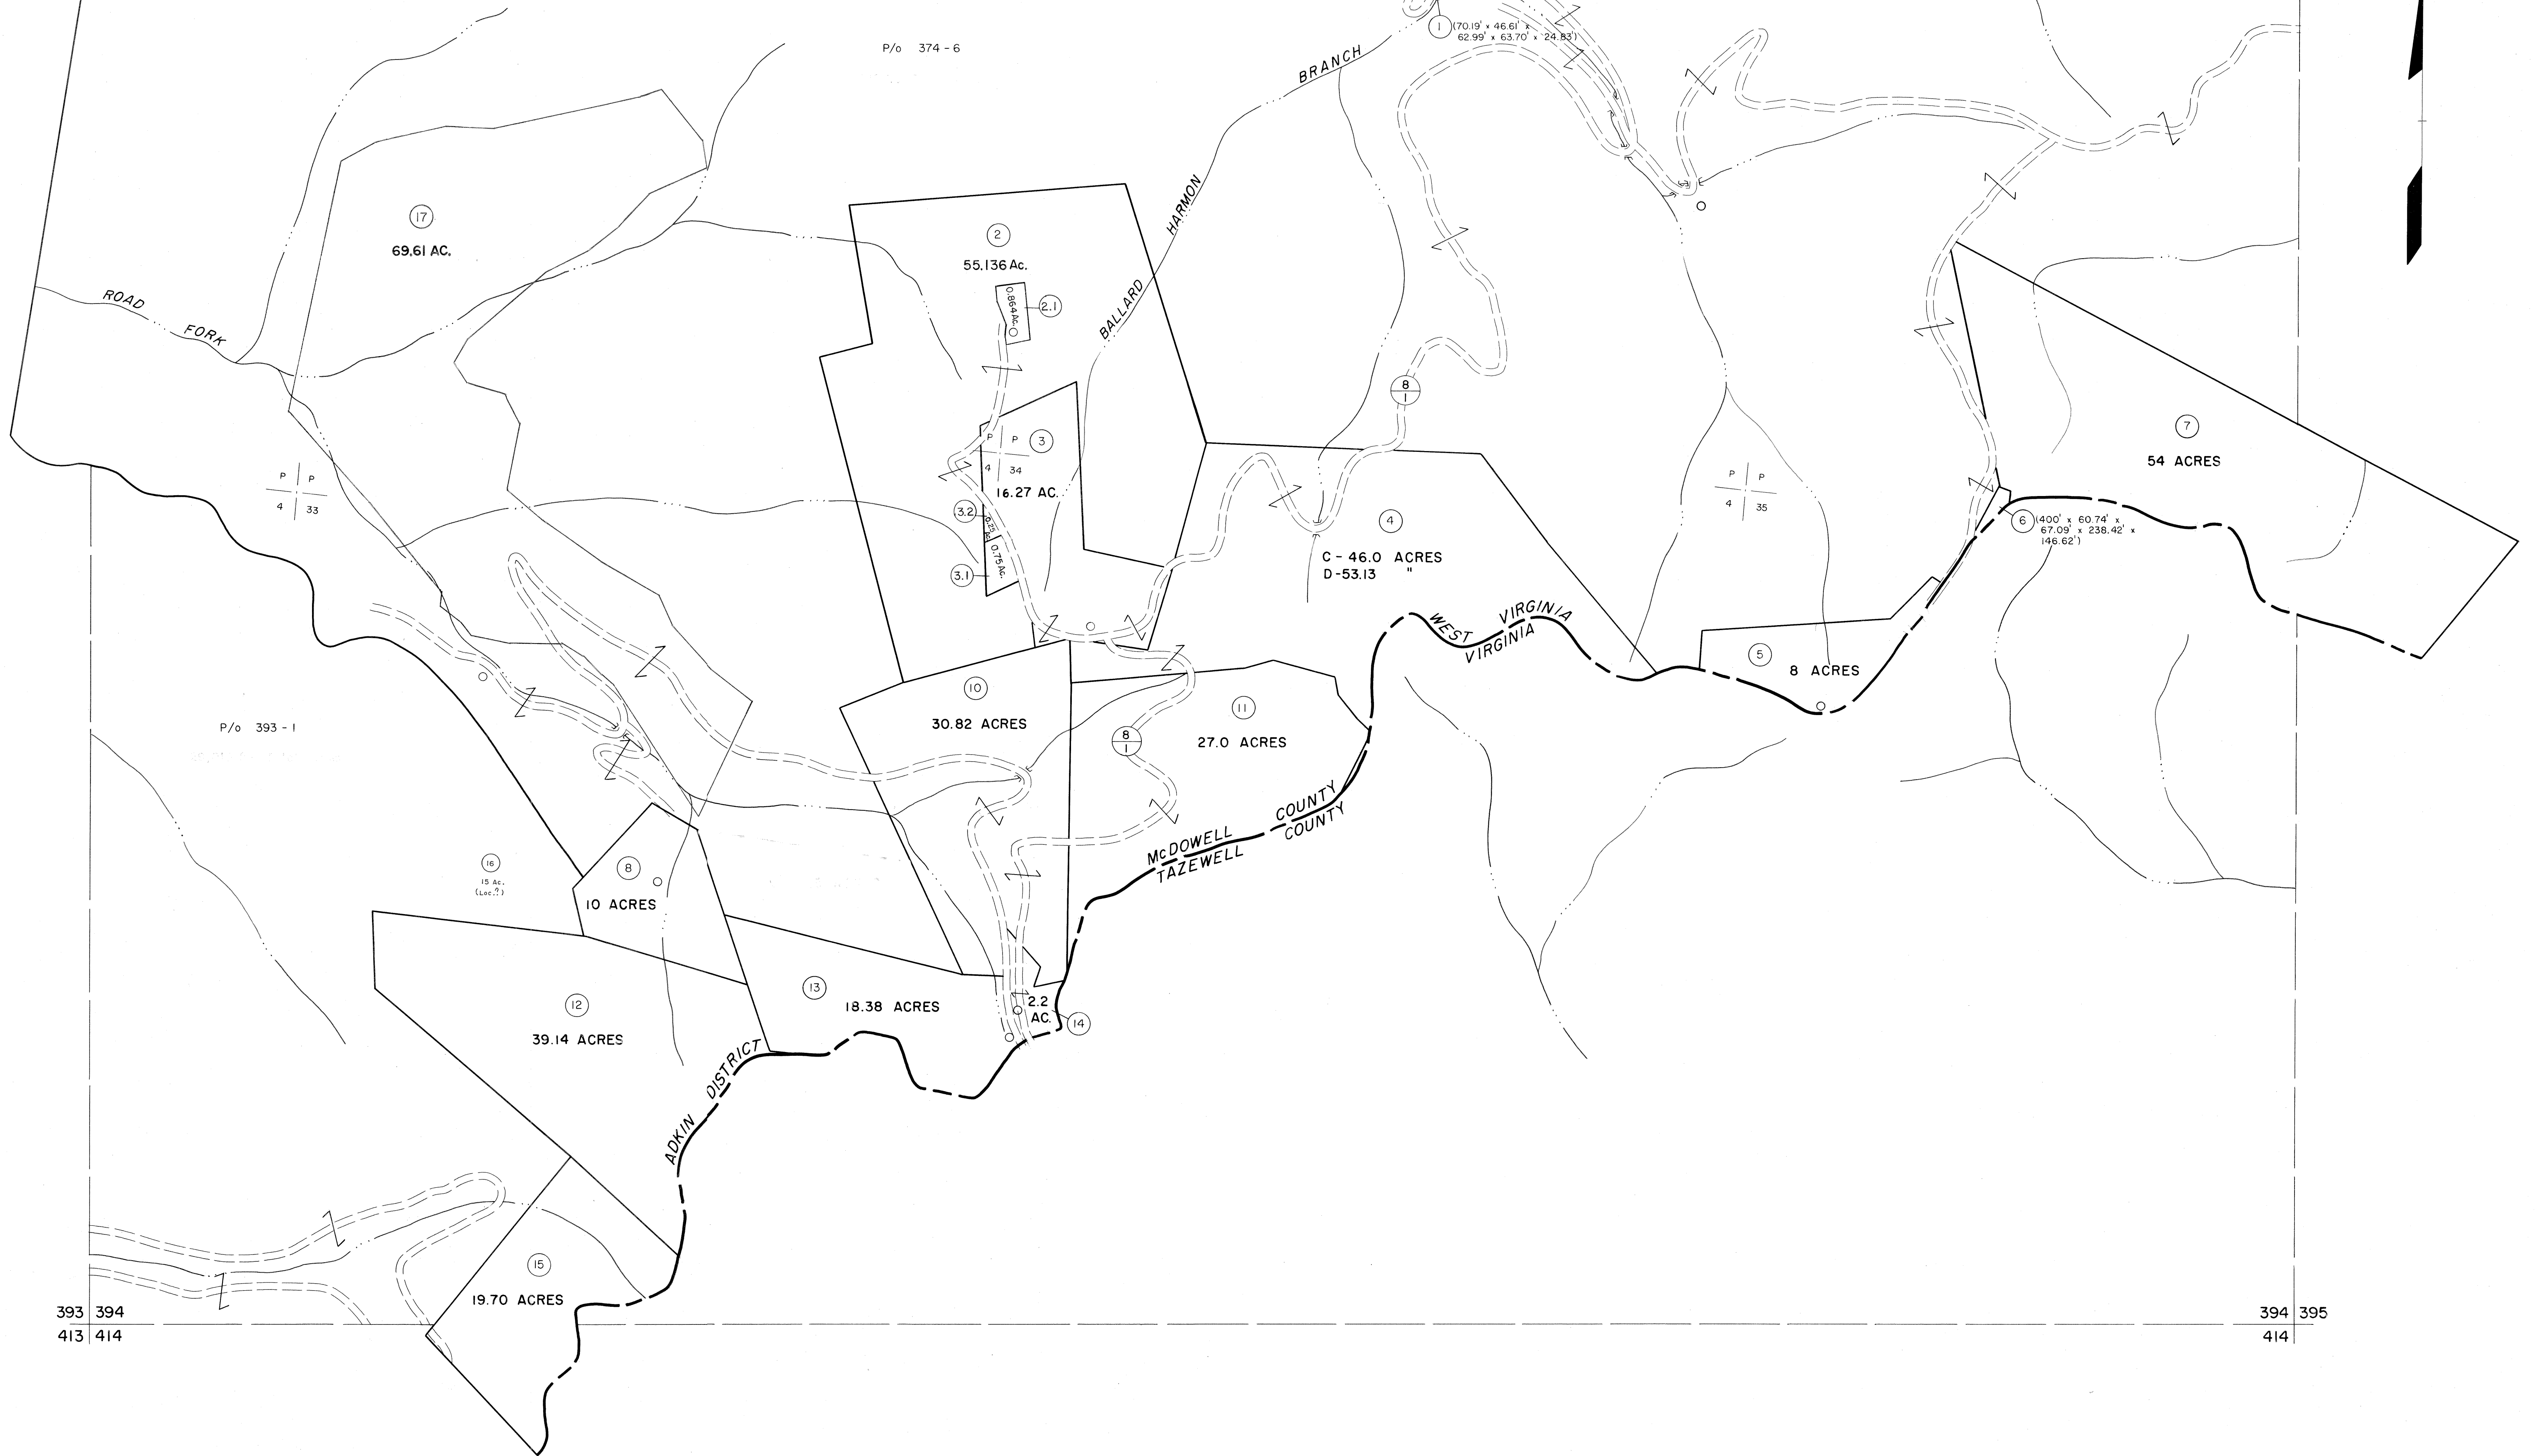 P/o 374 - 6
1
(70.19' x 46.61' x
62.99' x 63.70' x 24.83')
BALLARD HARMON BRANCH
17
69.61 AC.
2
55.136 Ac.
0.864 Ac.
2.1
ROAD FORK
8
1
P P
4 33
P P
4 34
3
16.27 AC.
3.2
0.25 Ac.
0.75 Ac.
3.1
4
C - 46.0 ACRES
D - 53.13 "
P P
4 35
7
54 ACRES
6
(400' x 60.74' x
67.09' x 238.42' x
146.62')
WEST VIRGINIA
VIRGINIA
5
8 ACRES
P/o 393 - 1
10
30.82 ACRES
11
27.0 ACRES
8
1
McDOWELL COUNTY
TAZEWELL COUNTY
16
15 Ac.
(Loc.?)
8
10 ACRES
12
39.14 ACRES
13
18.38 ACRES
2.2
AC.
14
ADKIN DISTRICT
15
19.70 ACRES
393 394
413 414
394 395
414